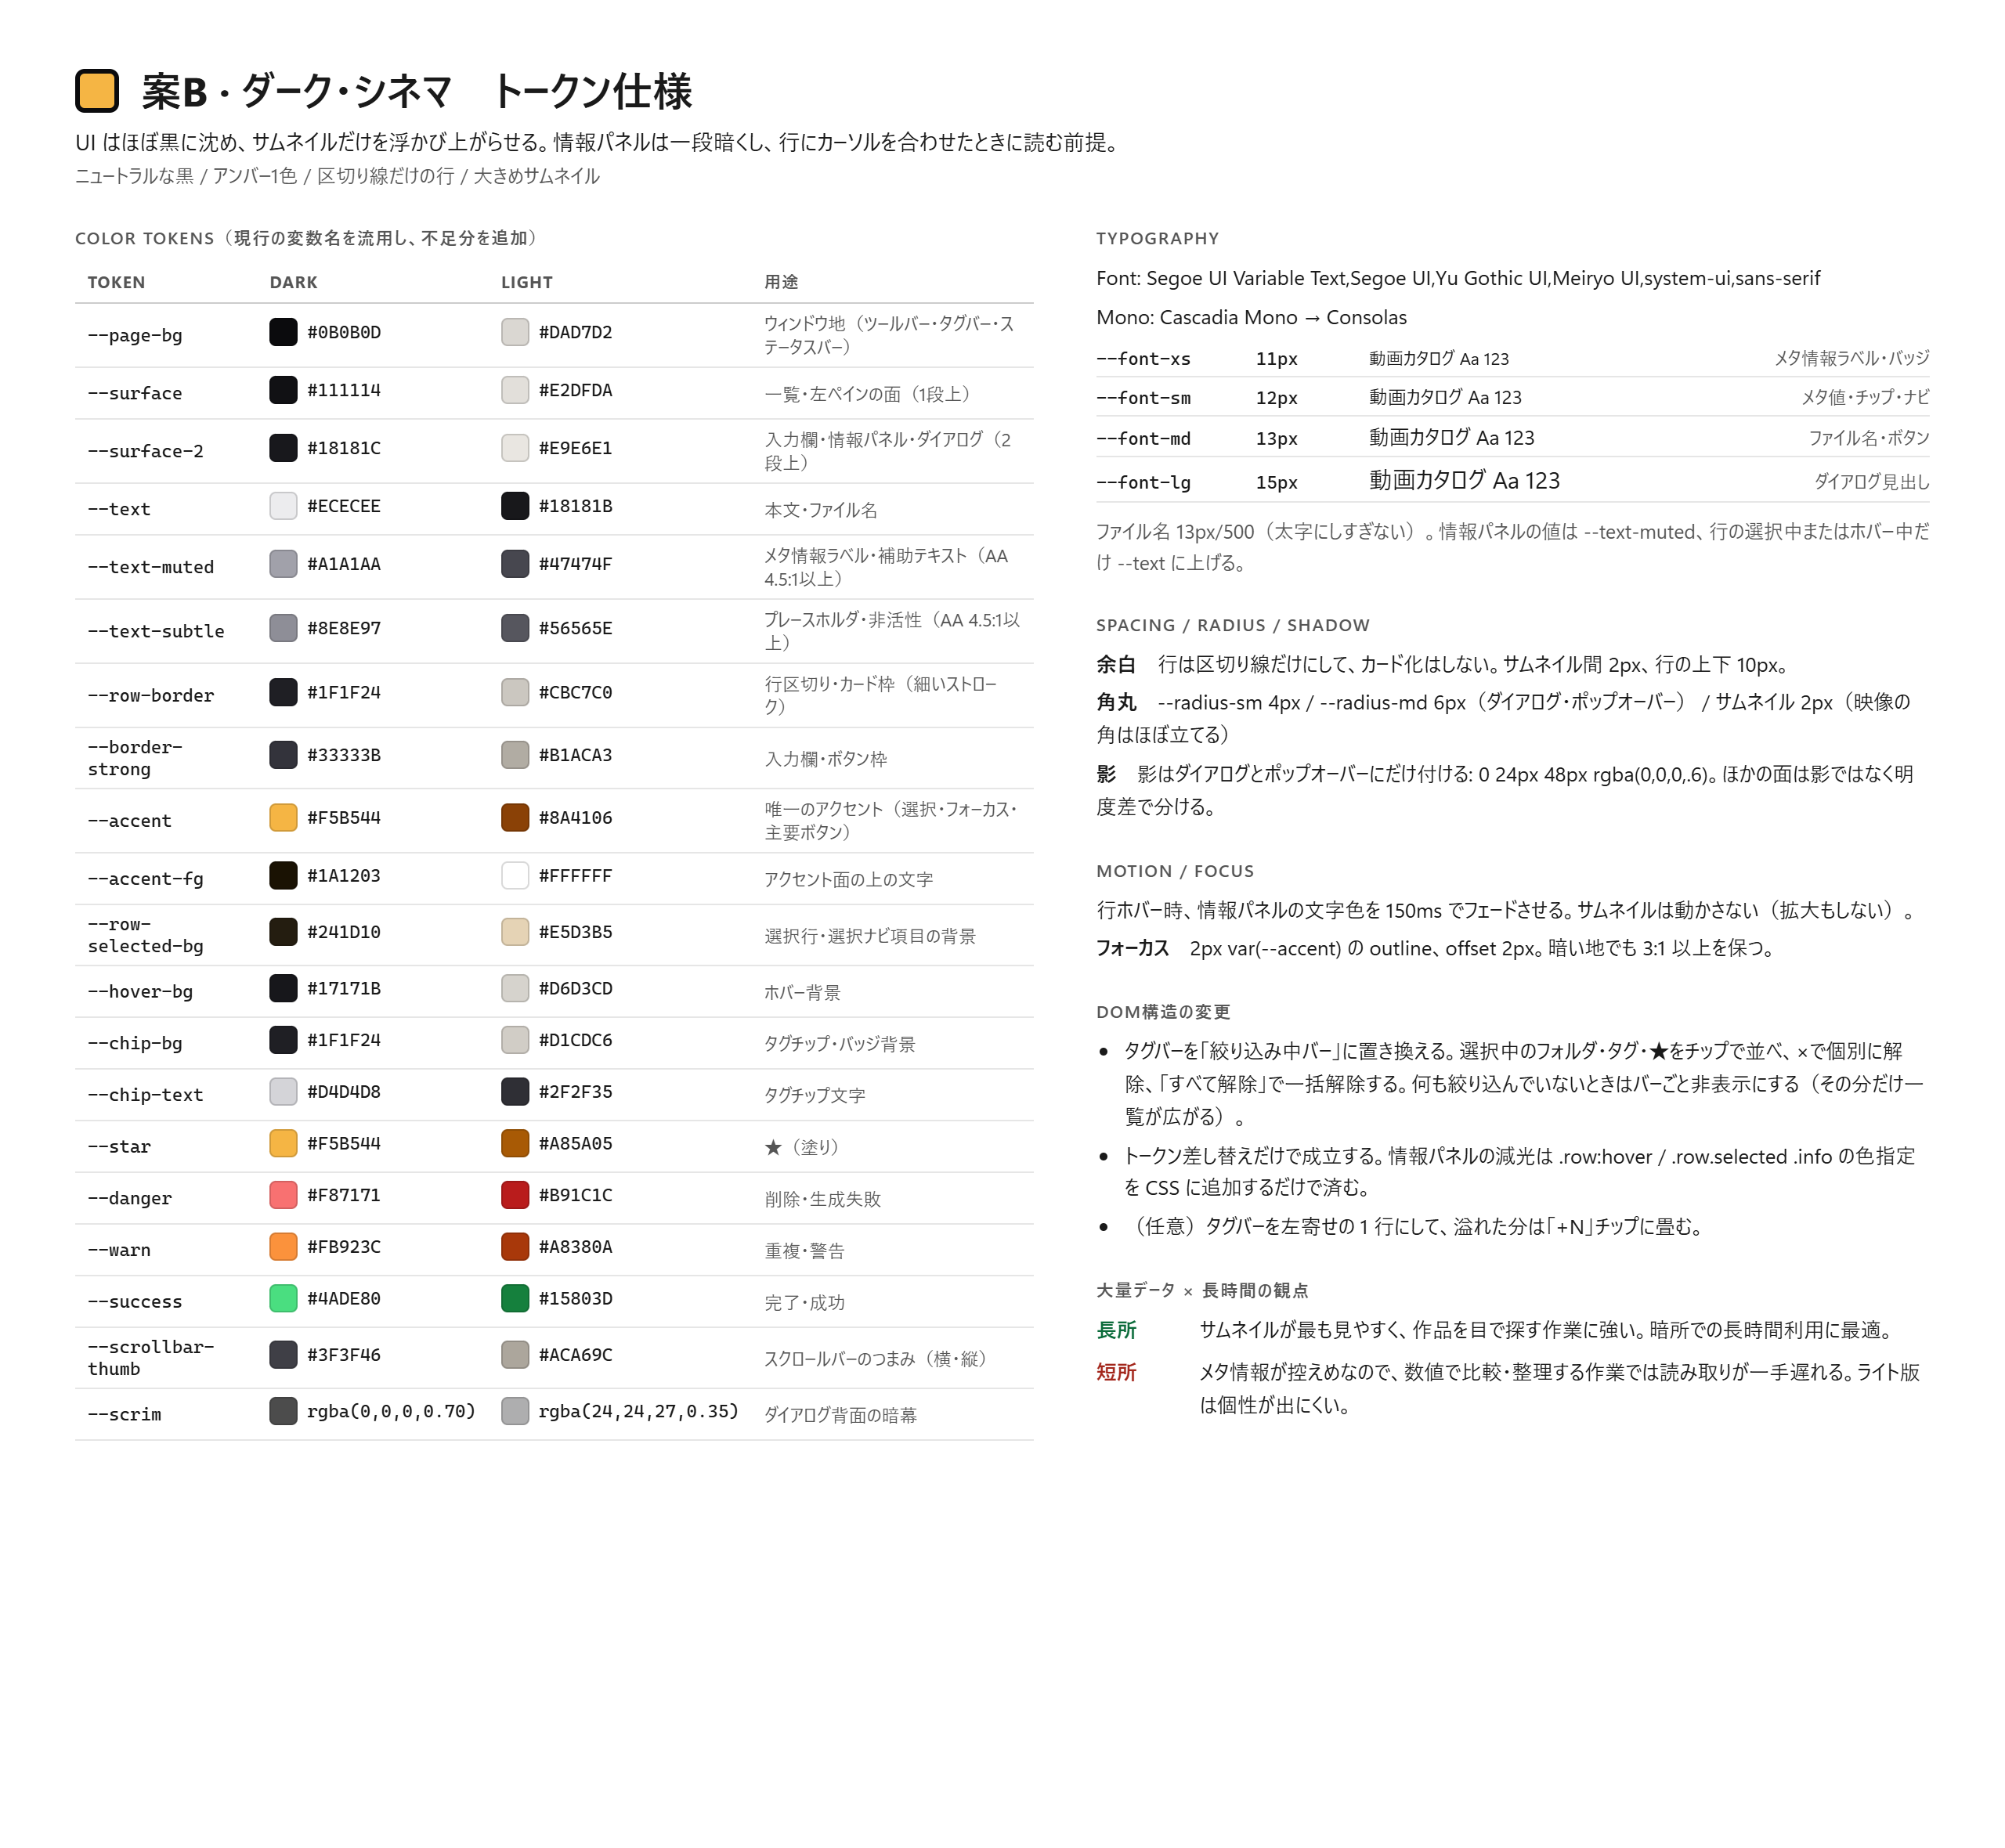 案B・ダーク・シネマ　トークン仕様
UI はほぼ黒に沈め、サムネイルだけを浮かび上がらせる。情報パネルは一段暗くし、行にカーソルを合わせたときに読む前提。
ニュートラルな黒 / アンバー1色 / 区切り線だけの行 / 大きめサムネイル
COLOR TOKENS（現行の変数名を流用し、不足分を追加）
TOKEN DARK LIGHT 用途
--page-bg #0B0B0D #DAD7D2 ウィンドウ地（ツールバー・タグバー・ス
テータスバー）
--surface #111114 #E2DFDA 一覧・左ペインの面（1段上）
--surface-2 #18181C #E9E6E1 入力欄・情報パネル・ダイアログ（2
段上）
--text #ECECEE #18181B 本文・ファイル名
--text-muted #A1A1AA #47474F メタ情報ラベル・補助テキスト（AA
4.5:1以上）
--text-subtle #8E8E97 #56565E プレースホルダ・非活性（AA 4.5:1以
上）
--row-border #1F1F24 #CBC7C0 行区切り・カード枠（細いストロー
ク）
--border-
strong #33333B #B1ACA3 入力欄・ボタン枠
--accent #F5B544 #8A4106 唯一のアクセント（選択・フォーカス・
主要ボタン）
--accent-fg #1A1203 #FFFFFF アクセント面の上の文字
--row-
selected-bg #241D10 #E5D3B5 選択行・選択ナビ項目の背景
--hover-bg #17171B #D6D3CD ホバー背景
--chip-bg #1F1F24 #D1CDC6 タグチップ・バッジ背景
--chip-text #D4D4D8 #2F2F35 タグチップ文字
--star #F5B544 #A85A05 ★（塗り）
--danger #F87171 #B91C1C 削除・生成失敗
--warn #FB923C #A8380A 重複・警告
--success #4ADE80 #15803D 完了・成功
--scrollbar-
thumb #3F3F46 #ACA69C スクロールバーのつまみ（横・縦）
--scrim rgba(0,0,0,0.70) rgba(24,24,27,0.35) ダイアログ背面の暗幕
TYPOGRAPHY
Font: Segoe UI Variable Text,Segoe UI,Yu Gothic UI,Meiryo UI,system-ui,sans-serif
Mono: Cascadia Mono → Consolas
--font-xs 11px 動画カタログ Aa 123 メタ情報ラベル・バッジ
--font-sm 12px 動画カタログ Aa 123 メタ値・チップ・ナビ
--font-md 13px 動画カタログ Aa 123 ファイル名・ボタン
--font-lg 15px 動画カタログ Aa 123 ダイアログ見出し
ファイル名 13px/500（太字にしすぎない）。情報パネルの値は --text-muted、行の選択中またはホバー中だ
け --text に上げる。
SPACING / RADIUS / SHADOW
余白　行は区切り線だけにして、カード化はしない。サムネイル間 2px、行の上下 10px。
角丸　--radius-sm 4px / --radius-md 6px（ダイアログ・ポップオーバー） / サムネイル 2px（映像の
角はほぼ立てる）
影　影はダイアログとポップオーバーにだけ付ける: 0 24px 48px rgba(0,0,0,.6)。ほかの面は影ではなく明
度差で分ける。
MOTION / FOCUS
行ホバー時、情報パネルの文字色を 150ms でフェードさせる。サムネイルは動かさない（拡大もしない）。
フォーカス　2px var(--accent) の outline、offset 2px。暗い地でも 3:1 以上を保つ。
DOM構造の変更
● タグバーを「絞り込み中バー」に置き換える。選択中のフォルダ・タグ・★をチップで並べ、×で個別に解
除、「すべて解除」で一括解除する。何も絞り込んでいないときはバーごと非表示にする（その分だけ一
覧が広がる）。
● トークン差し替えだけで成立する。情報パネルの減光は .row:hover / .row.selected .info の色指定
を CSS に追加するだけで済む。
● （任意）タグバーを左寄せの 1 行にして、溢れた分は「+N」チップに畳む。
大量データ × 長時間の観点
長所 サムネイルが最も見やすく、作品を目で探す作業に強い。暗所での長時間利用に最適。
短所 メタ情報が控えめなので、数値で比較・整理する作業では読み取りが一手遅れる。ライト版
は個性が出にくい。